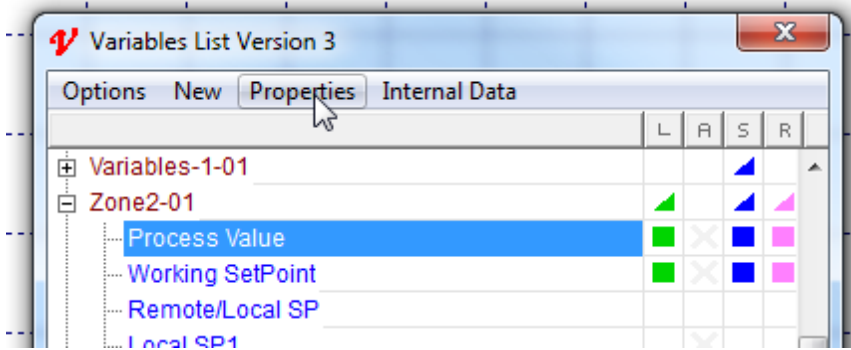 Variables List Version 3
Options New Properties Internal Data
L A S R
Variables-1-01
Zone2-01
Process Value
Working SetPoint
Remote/Local SP
Local SP1